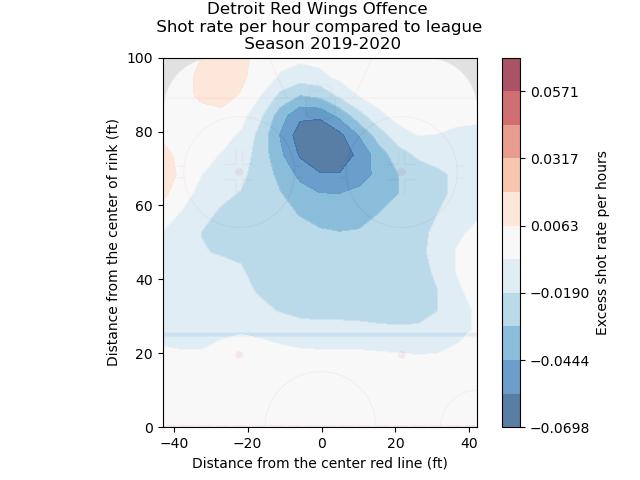 Detroit Red Wings Offence
Shot rate per hour compared to league
Season 2019-2020
100
80
60
40
20
0
−40
−20
0
20
40
Distance from the center of rink (ft)
Distance from the center red line (ft)
0.0571
0.0317
0.0063
−0.0190
−0.0444
−0.0698
Excess shot rate per hours